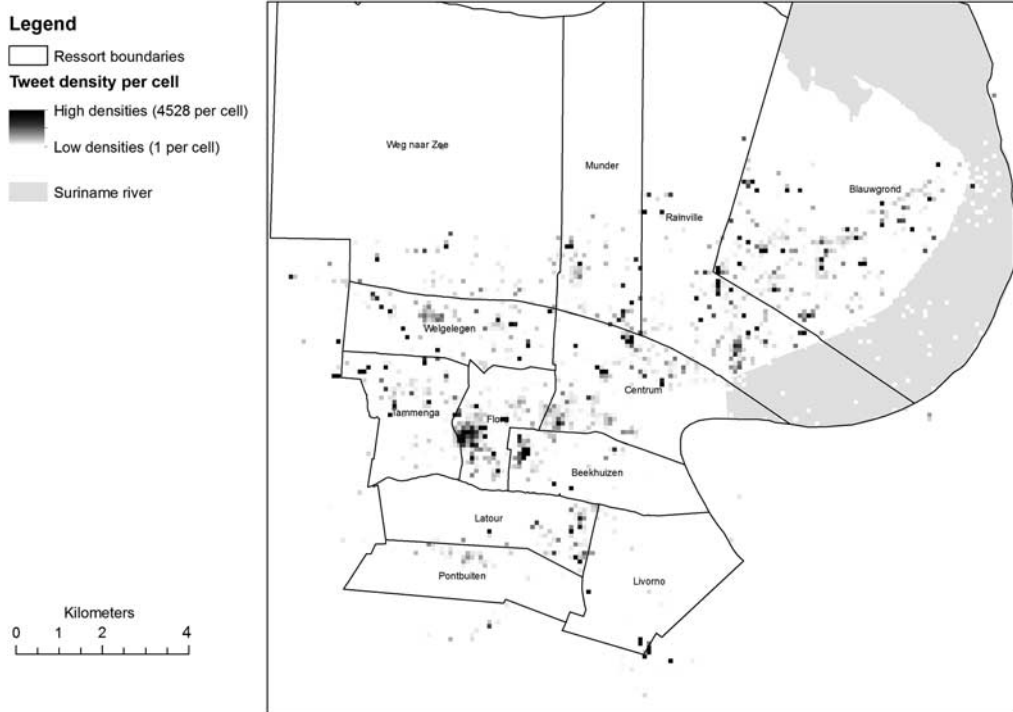 Legend
Ressort boundaries
Tweet density per cell
High densities (4528 per cell)
Low densities (1 per cell)
Suriname river
Weg naar Zee
Munder
Blauwgrond
Rainville
Welgelegen
Centrum
Tammenga
Flora
Beekhuizen
Latour
Pontbuiten
Livorno
Kilometers
0 1 2 4